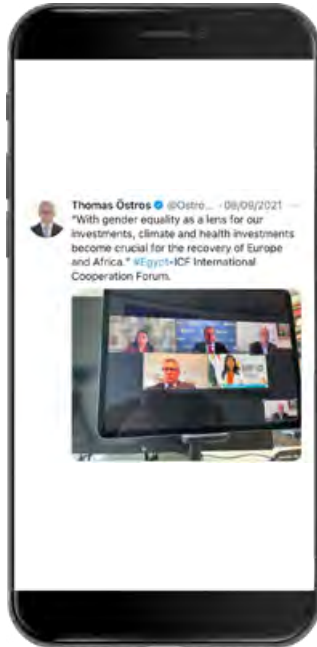 Thomas Östros @Ostro... · 08/09/2021
"With gender equality as a lens for our
investments, climate and health investments
become crucial for the recovery of Europe
and Africa." #Egypt-ICF International
Cooperation Forum.